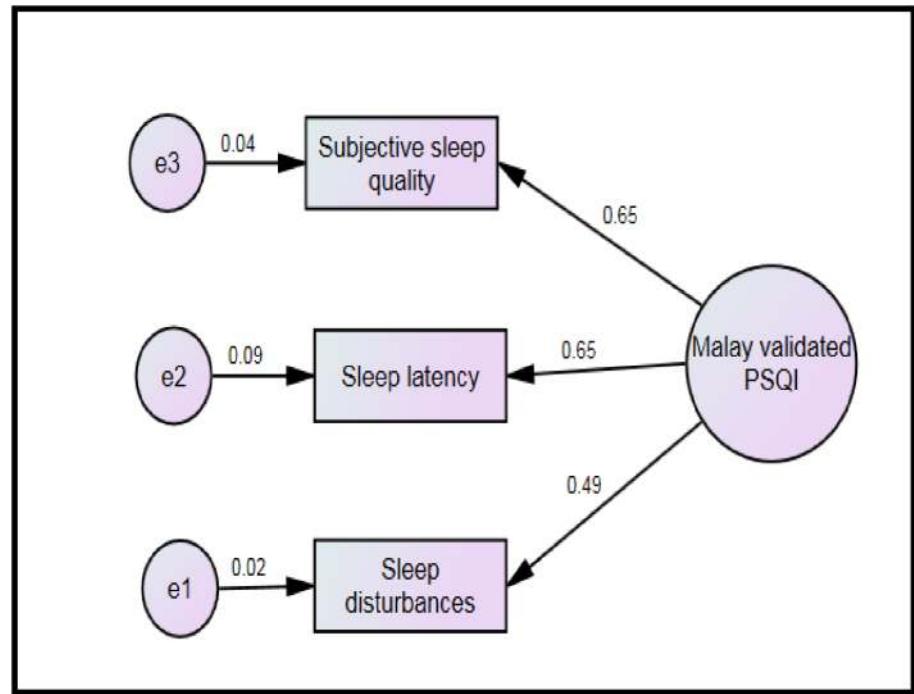 e3
0.04
Subjective sleep
quality
0.65
e2
0.09
Sleep latency
0.65
Malay validated
PSQI
0.49
e1
0.02
Sleep
disturbances